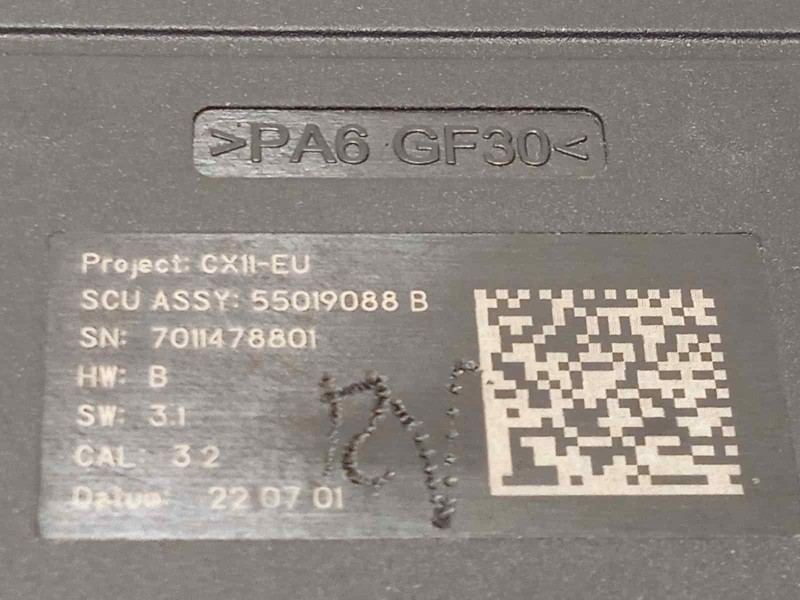 >PA6 GF30<
Project: CX11-EU
SCU ASSY: 55019088 B
SN: 7011478801
HW: B
SW: 3.1
CAL: 3.2
Datum: 22 07 01